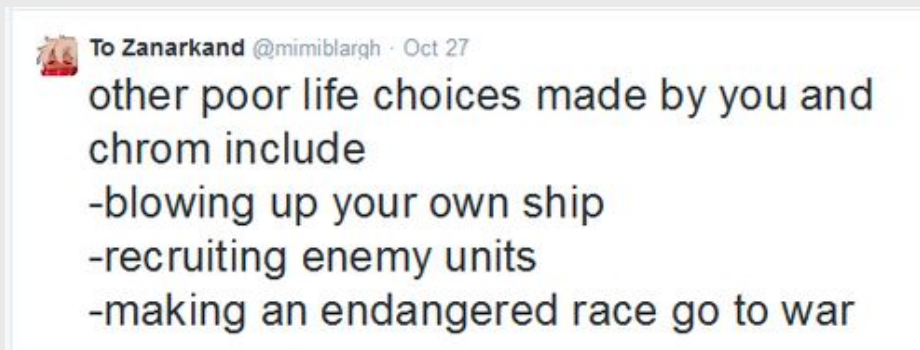 To Zanarkand @mimiblargh · Oct 27
other poor life choices made by you and
chrom include
-blowing up your own ship
-recruiting enemy units
-making an endangered race go to war